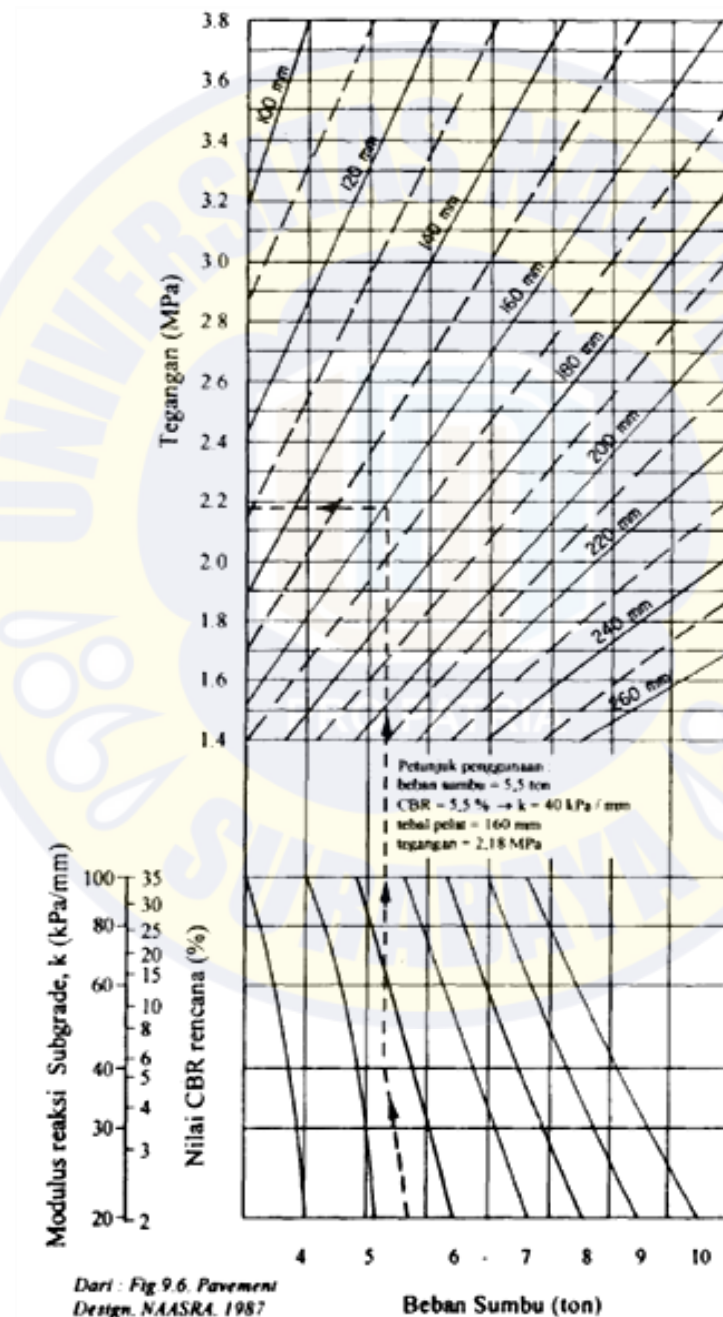 3.8
3.6
3.4
3.2
3.0
2.8
2.6
2.4
2.2
2.0
1.8
1.6
1.4
Tegangan (MPa)
100 mm
120 mm
140 mm
160 mm
180 mm
200 mm
220 mm
240 mm
260 mm
UNIVERSITAS NAR
PRO PATRIA
SURABAYA
Petunjuk penggunaan :
beban sumbu = 5,5 ton
CBR = 5,5 % → k = 40 kPa / mm
tebal pelat = 160 mm
tegangan = 2,18 MPa
Modulus reaksi Subgrade, k (kPa/mm)
100
80
60
40
30
20
Nilai CBR rencana (%)
35
30
25
20
15
10
8
6
5
4
3
2
4 5 6 7 8 9 10
Dari : Fig 9.6. Pavement
Design. NAASRA. 1987
Beban Sumbu (ton)